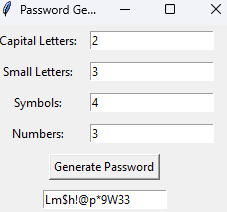 Password Ge...
Capital Letters: 2
Small Letters: 3
Symbols: 4
Numbers: 3
Generate Password
Lm$h!@p*9W33